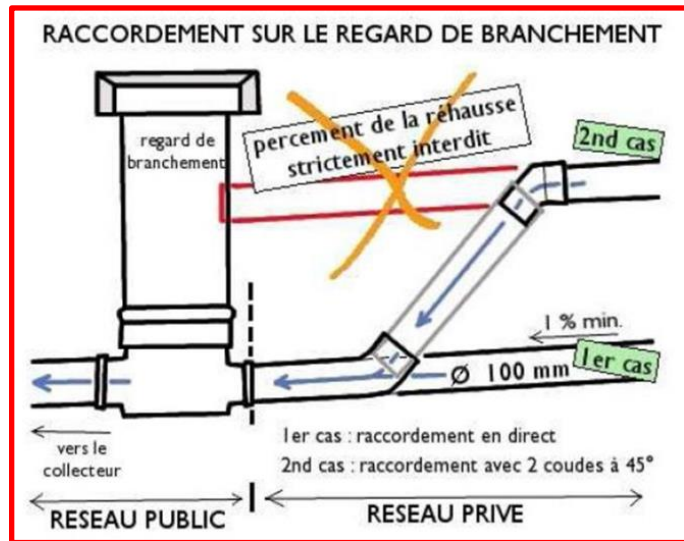 RACCORDEMENT SUR LE REGARD DE BRANCHEMENT
regard de
branchement
percement de la réhausse
strictement interdit
2nd cas
1 % min.
1er cas
Ø 100 mm
vers le
collecteur
1er cas : raccordement en direct
2nd cas : raccordement avec 2 coudes à 45°
RESEAU PUBLIC
RESEAU PRIVE